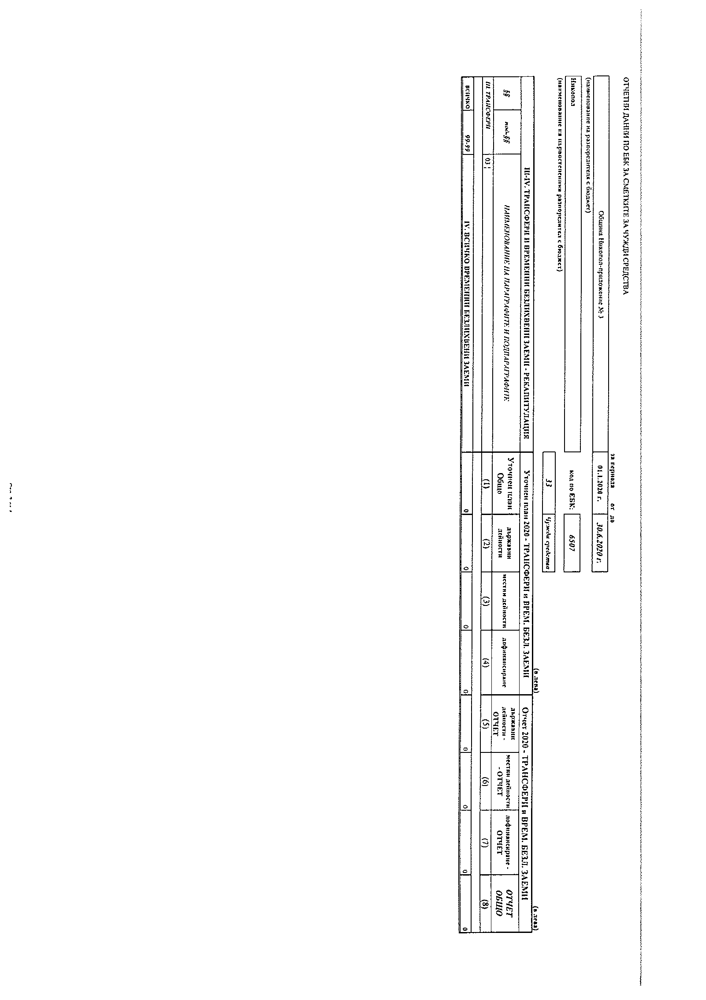 ОТЧЕТНИ ДАННИ ПО ЕБК ЗА СМЕТКИТЕ ЗА ЧУЖДИ СРЕДСТВА
за периода от до
Община Никопол-приложение № 3 01.1.2020 г. 30.6.2020 г.
(наименование на разпоредителя с бюджет)
Никопол код по ЕБК: 6507
(наименование на първостепенния разпоредител с бюджет)
33 Чужди средства
(в лева) (в лева)
III-IV. ТРАНСФЕРИ И ВРЕМЕННИ БЕЗЛИХВЕНИ ЗАЕМИ - РЕКАПИТУЛАЦИЯ Уточнен план 2020 - ТРАНСФЕРИ и ВРЕМ. БЕЗЛ. ЗАЕМИ Отчет 2020 - ТРАНСФЕРИ и ВРЕМ. БЕЗЛ. ЗАЕМИ
§§ под-§§ НАИМЕНОВАНИЕ НА ПАРАГРАФИТЕ И ПОДПАРАГРАФИТЕ
Уточнен план Общо
държавни дейности
местни дейности
дофинансиране
държавни дейности - ОТЧЕТ
местни дейности - ОТЧЕТ
дофинансиране - ОТЧЕТ
ОТЧЕТ ОБЩО
III. ТРАНСФЕРИ 03 (1) (2) (3) (4) (5) (6) (7) (8)
всичко 99-99 IV. ВСИЧКО ВРЕМЕННИ БЕЗЛИХВЕНИ ЗАЕМИ 0 0 0 0 0 0 0 0